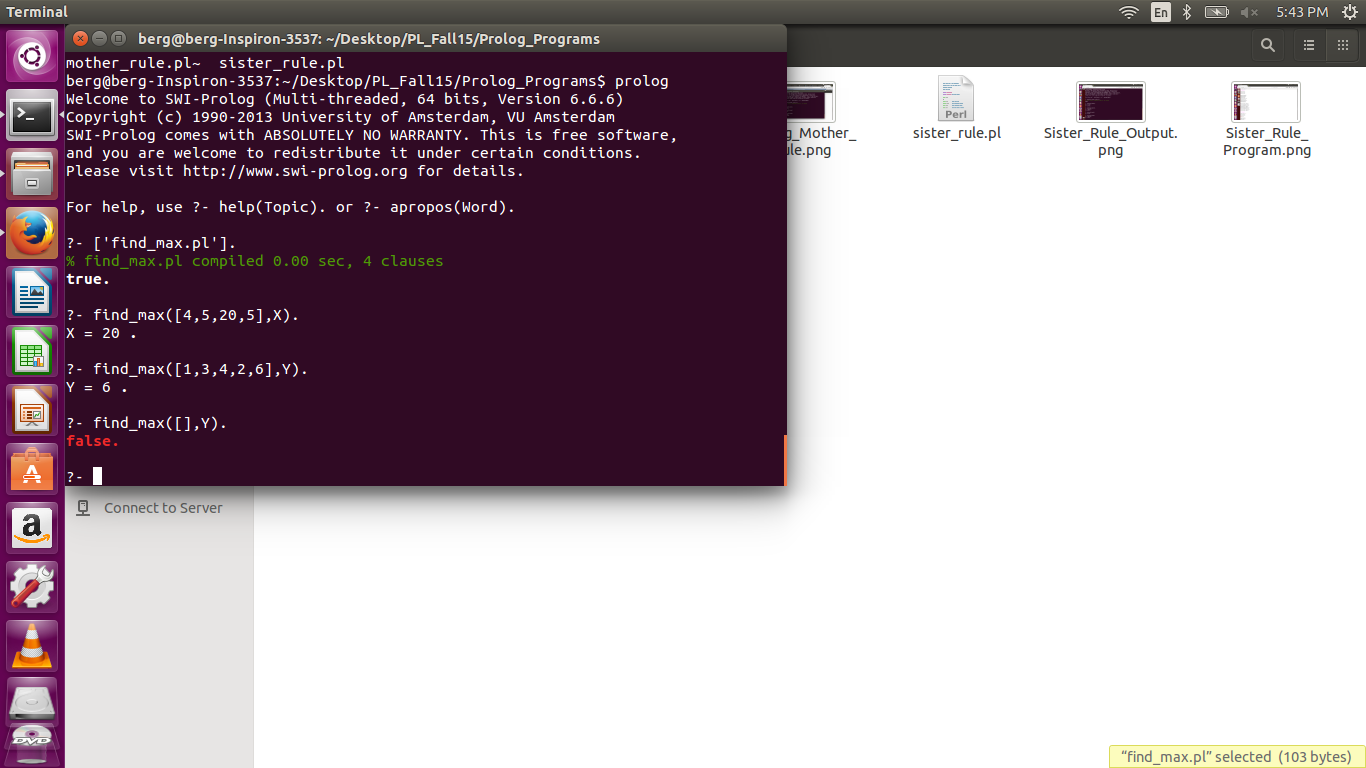 Terminal
En
5:43 PM
berg@berg-Inspiron-3537: ~/Desktop/PL_Fall15/Prolog_Programs
mother_rule.pl~  sister_rule.pl
berg@berg-Inspiron-3537:~/Desktop/PL_Fall15/Prolog_Programs$ prolog
Welcome to SWI-Prolog (Multi-threaded, 64 bits, Version 6.6.6)
Copyright (c) 1990-2013 University of Amsterdam, VU Amsterdam
SWI-Prolog comes with ABSOLUTELY NO WARRANTY. This is free software,
and you are welcome to redistribute it under certain conditions.
Please visit http://www.swi-prolog.org for details.
For help, use ?- help(Topic). or ?- apropos(Word).
?- ['find_max.pl'].
% find_max.pl compiled 0.00 sec, 4 clauses
true.
?- find_max([4,5,20,5],X).
X = 20 .
?- find_max([1,3,4,2,6],Y).
Y = 6 .
?- find_max([],Y).
false.
?-
g_Mother_
ule.png
Perl
sister_rule.pl
Sister_Rule_Output.
png
Sister_Rule_
Program.png
Connect to Server
“find_max.pl” selected (103 bytes)